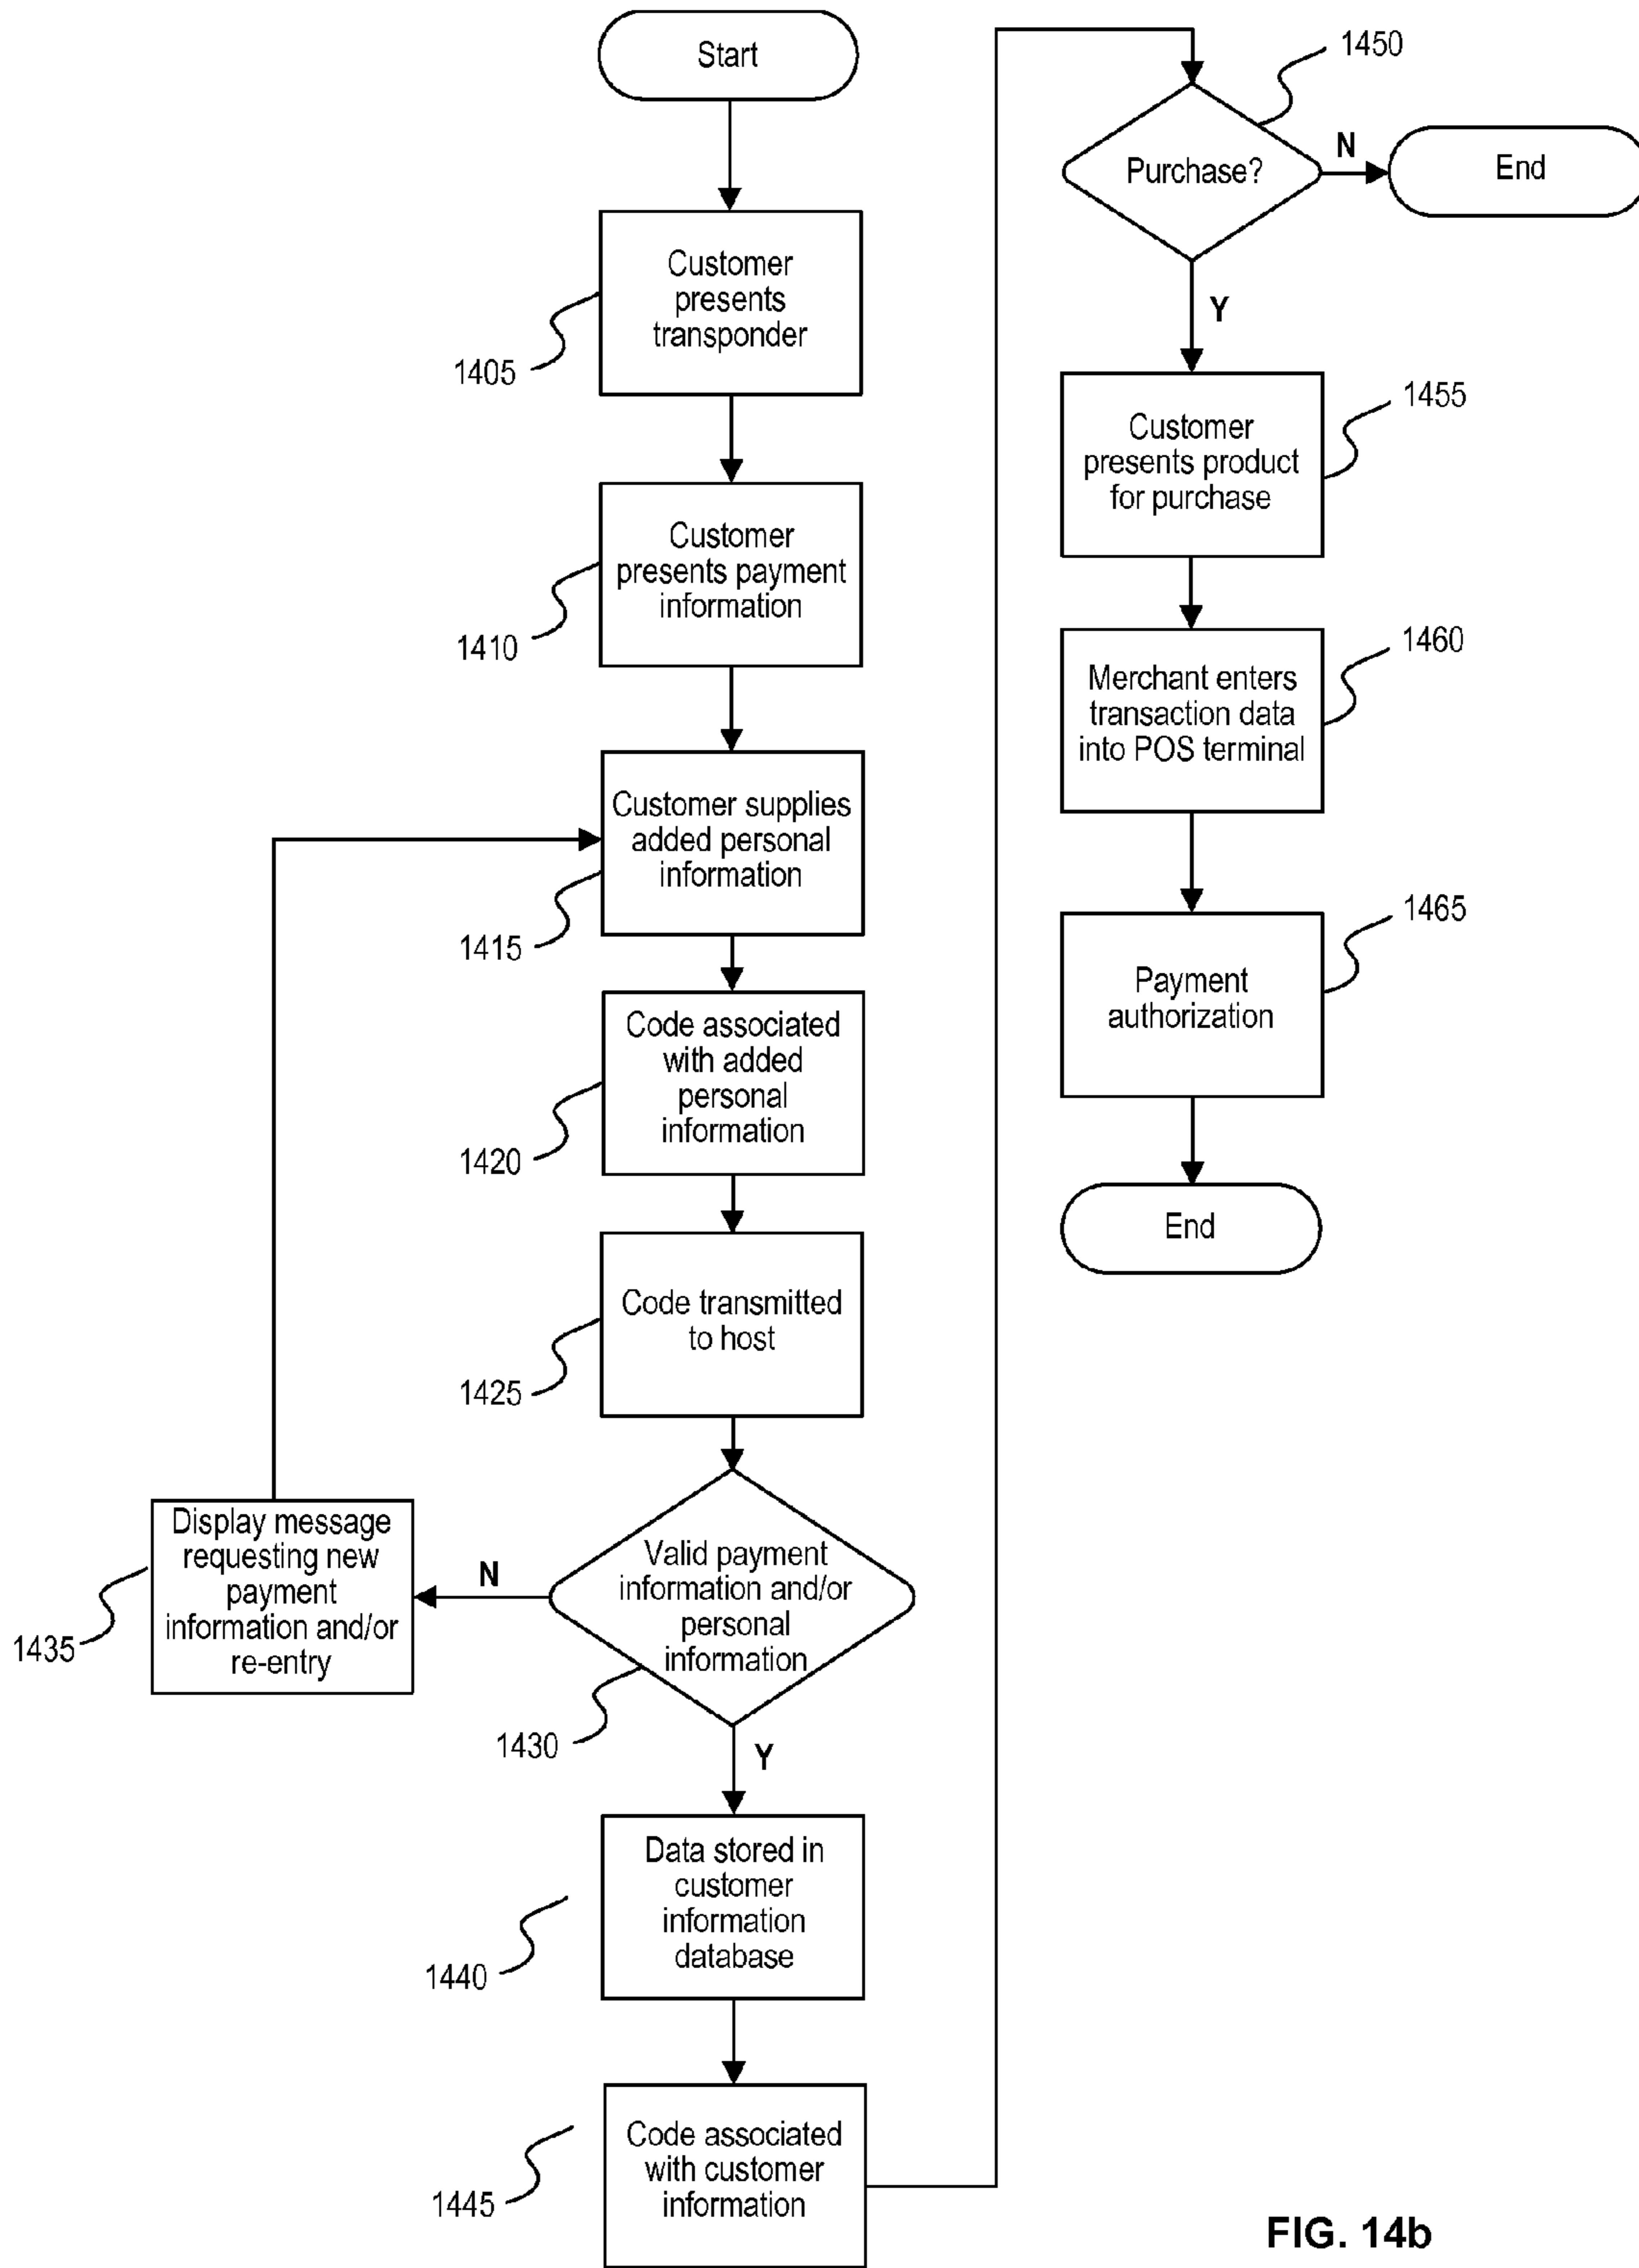 Start
Customer
presents
transponder
1405
Customer
presents payment
information
1410
Customer supplies
added personal
information
1415
Code associated
with added
personal
information
1420
Code transmitted
to host
1425
Valid payment
information and/or
personal
information
1430
N
Display message
requesting new
payment
information and/or
re-entry
1435
Y
Data stored in
customer
information
database
1440
Code associated
with customer
information
1445
1450
Purchase?
N
End
Y
Customer
presents product
for purchase
1455
Merchant enters
transaction data
into POS terminal
1460
Payment
authorization
1465
End
FIG. 14b